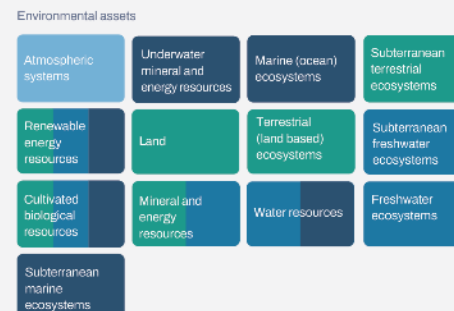 Environmental assets
Atmospheric
systems
Underwater
mineral and
energy resources
Marine (ocean)
ecosystems
Subterranean
terrestrial
ecosystems
Renewable
energy
resources
Land
Terrestrial
(land based)
ecosystems
Subterranean
freshwater
ecosystems
Cultivated
biological
resources
Mineral and
energy
resources
Water resources
Freshwater
ecosystems
Subterranean
marine
ecosystems